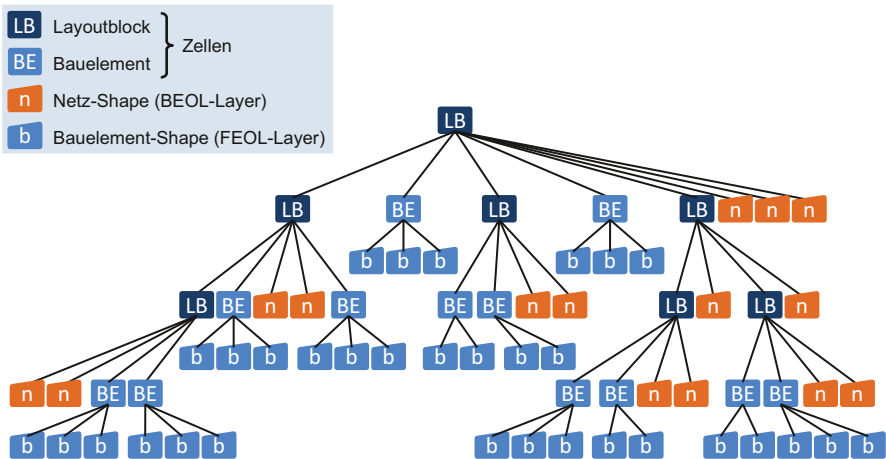 LB Layoutblock
BE Bauelement
Zellen
n Netz-Shape (BEOL-Layer)
b Bauelement-Shape (FEOL-Layer)
LB
LB BE LB BE LB n n n
b b b b b b
LB BE n n BE BE BE n n LB n LB n
b b b b b b b b b b
n n BE BE BE BE n n BE BE n n
b b b b b b b b b b b b b b b b